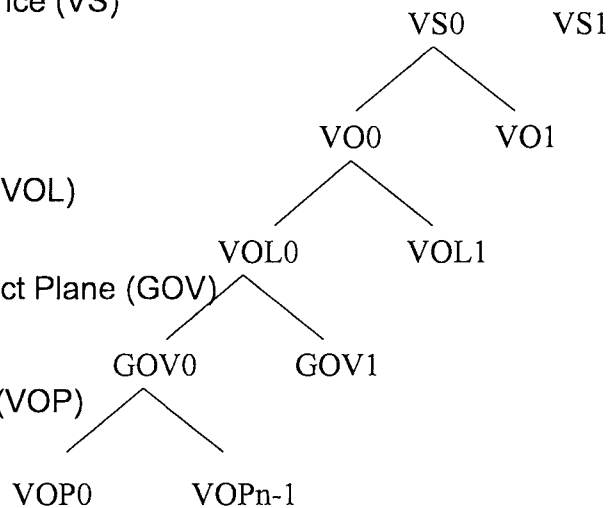 ice (VS)
VS0 VS1
VO0 VO1
VOL)
VOL0 VOL1
ct Plane (GOV)
GOV0 GOV1
(VOP)
VOP0 VOPn-1